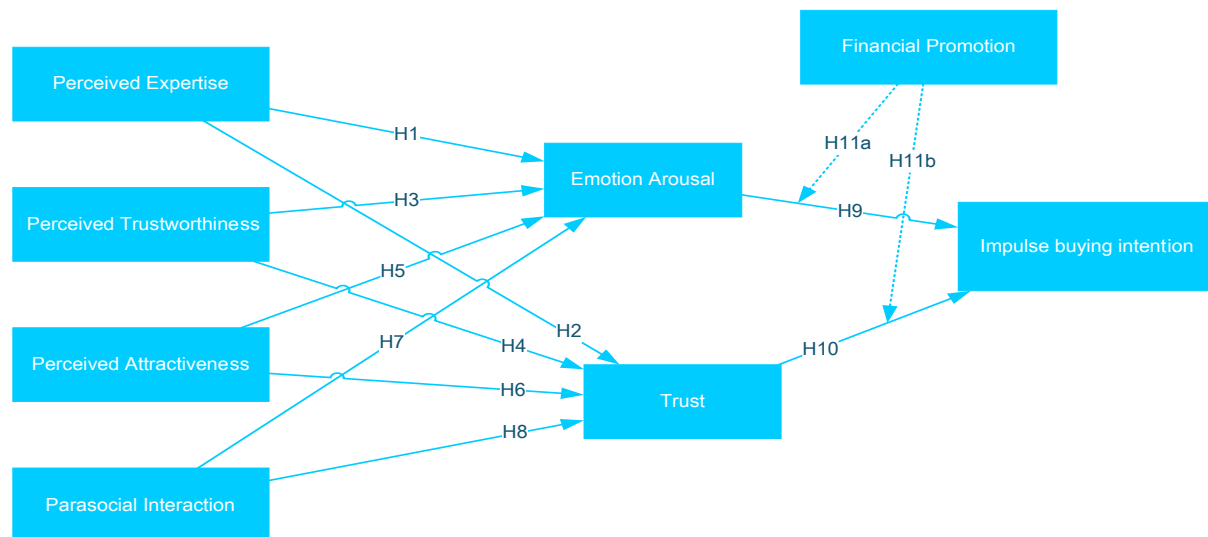 Financial Promotion
Perceived Expertise
H1
H11a
H11b
Emotion Arousal
Perceived Trustworthiness
H3
H9
Impulse buying intention
H5
H2
H7
H4
H10
Perceived Attractiveness
H6
Trust
H8
Parasocial Interaction